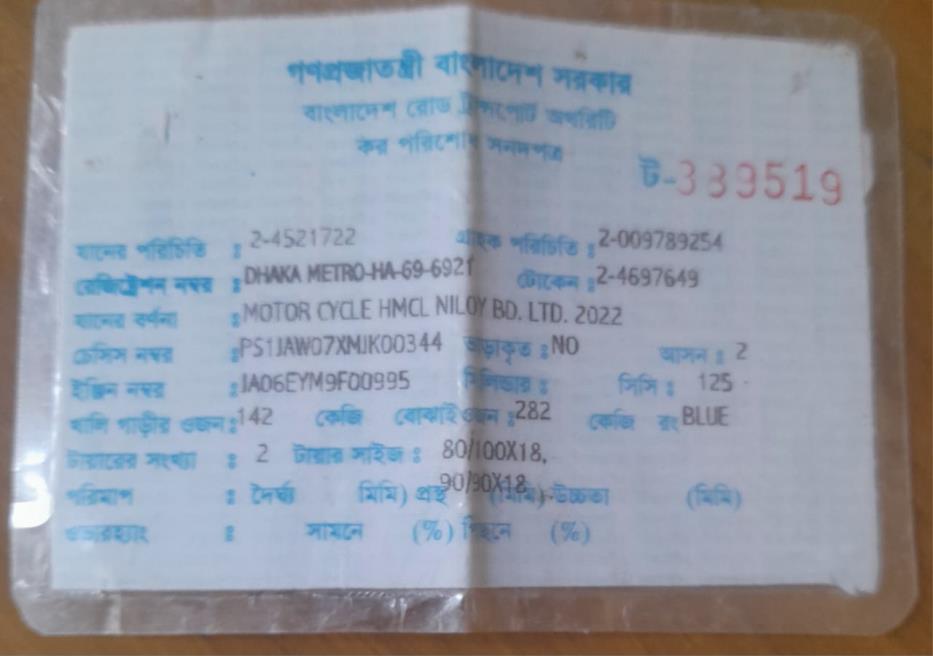 গণপ্রজাতন্ত্রী বাংলাদেশ সরকার
বাংলাদেশ রোড ট্রান্সপোর্ট অথরিটি
কর পরিশোধ সনদপত্র
ট-339519
যানের পরিচিতি : 2-4521722 গ্রাহক পরিচিতি : 2-009789254
রেজিস্ট্রেশন নম্বর : DHAKA METRO-HA-69-6921 টোকেন : 2-4697649
যানের বর্ণনা : MOTOR CYCLE HMCL NILOY BD. LTD. 2022
চেসিস নম্বর : PS1JAW07XMJK00344 ভাড়াকৃত : NO আসন : 2
ইঞ্জিন নম্বর : JA06EYM9F00995 সিলিন্ডার : সিসি : 125
খালি গাড়ীর ওজন : 142 কেজি বোঝাই ওজন : 282 কেজি রং BLUE
টায়ারের সংখ্যা : 2 টায়ার সাইজ : 80/100X18,
90/90X18
পরিমাপ : দৈর্ঘ্য মিমি) প্রস্থ (মিমি) উচ্চতা (মিমি)
ওভারহ্যাং : সামনে (%) পিছনে (%)